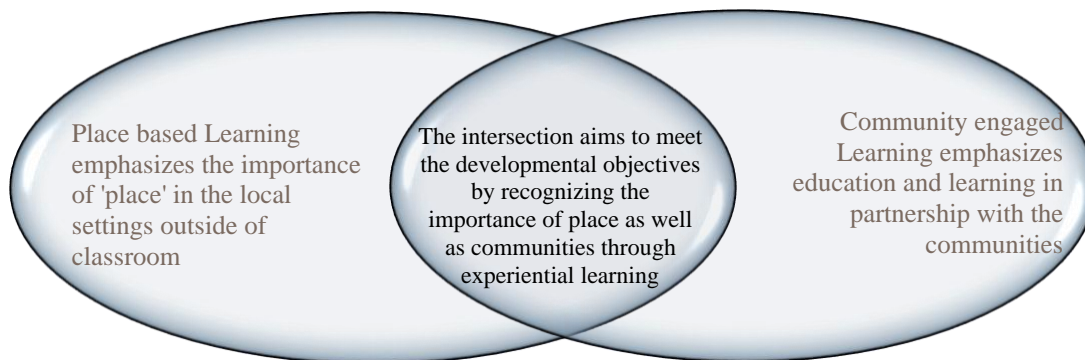 Place based Learning
emphasizes the importance
of 'place' in the local
settings outside of
classroom
The intersection aims to meet
the developmental objectives
by recognizing the
importance of place as well
as communities through
experiential learning
Community engaged
Learning emphasizes
education and learning in
partnership with the
communities